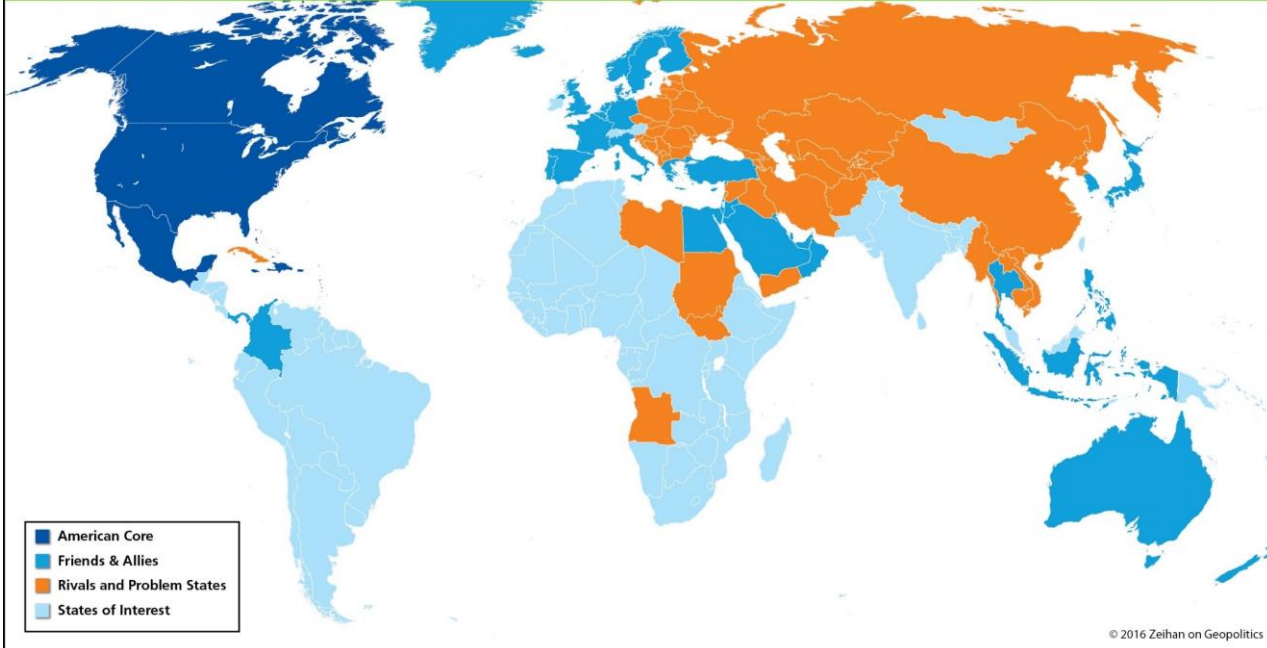 American Core
Friends & Allies
Rivals and Problem States
States of Interest
© 2016 Zeihan on Geopolitics